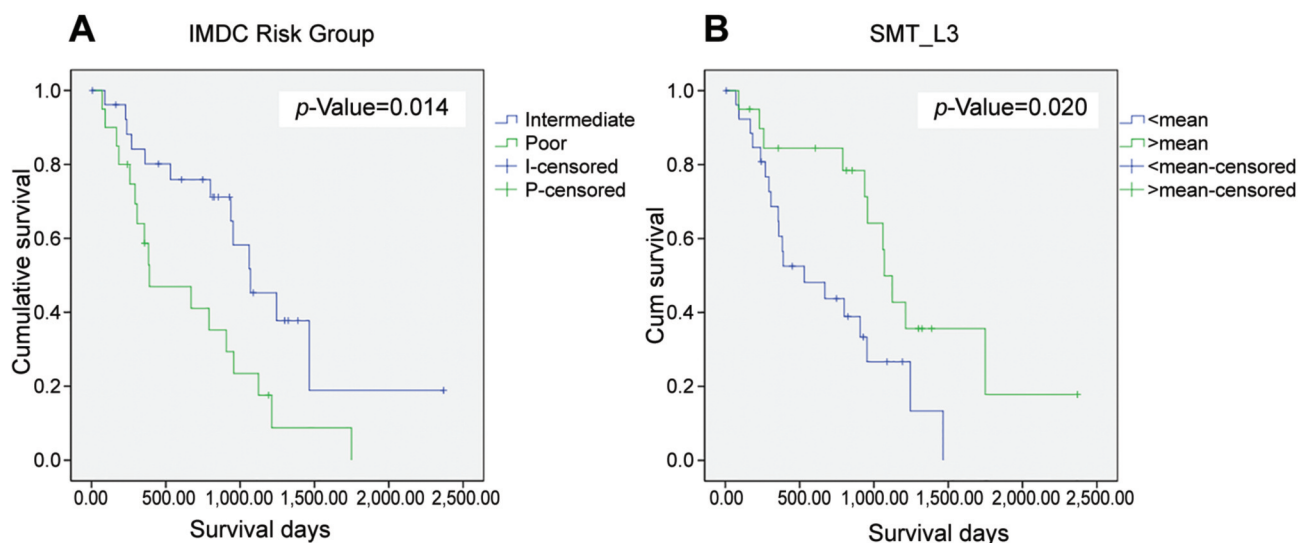 A
IMDC Risk Group
p-Value=0.014
1.0
0.8
0.6
0.4
0.2
0.0
Cumulative survival
0.00 500.00 1,000.00 1,500.00 2,000.00 2,500.00
Survival days
Intermediate
Poor
I-censored
P-censored
B
SMT_L3
p-Value=0.020
1.0
0.8
0.6
0.4
0.2
0.0
Cum survival
0.00 500.00 1,000.00 1,500.00 2,000.00 2,500.00
Survival days
<mean
>mean
<mean-censored
>mean-censored